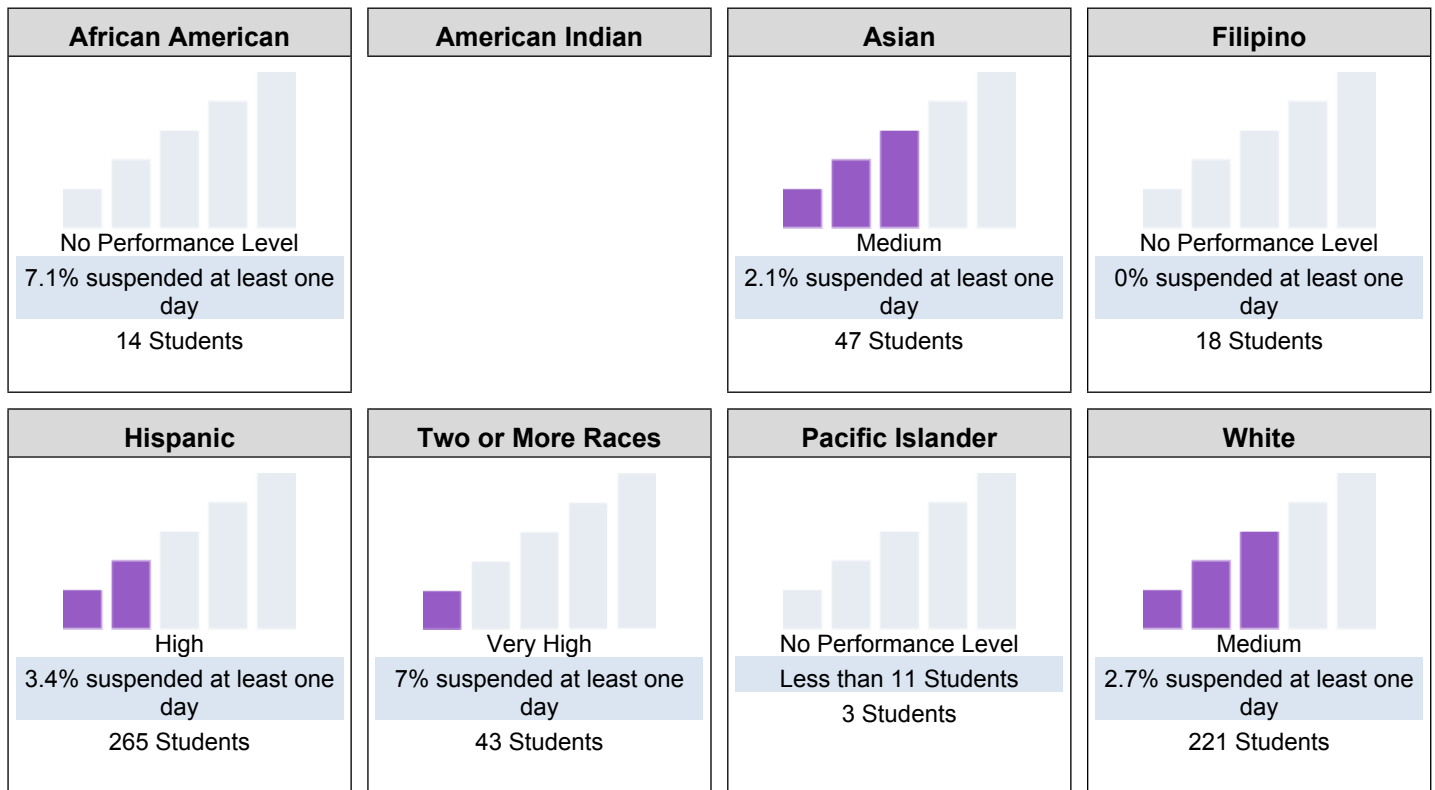 African American
American Indian
Asian
Filipino
No Performance Level
7.1% suspended at least one
day
14 Students
Medium
2.1% suspended at least one
day
47 Students
No Performance Level
0% suspended at least one
day
18 Students
Hispanic
Two or More Races
Pacific Islander
White
High
3.4% suspended at least one
day
265 Students
Very High
7% suspended at least one
day
43 Students
No Performance Level
Less than 11 Students
3 Students
Medium
2.7% suspended at least one
day
221 Students